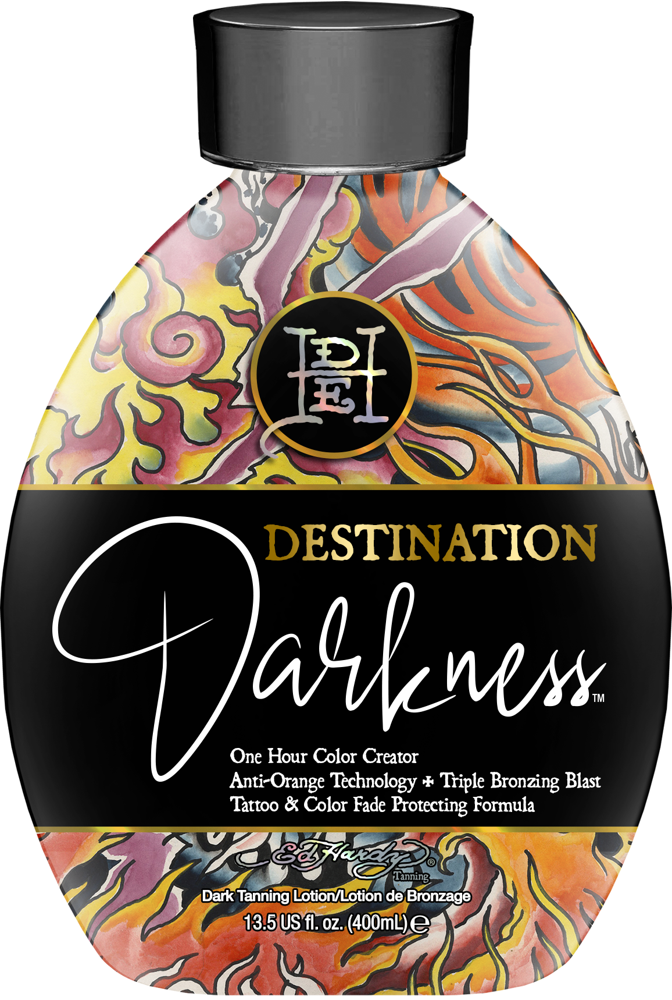 DE
H
DESTINATION
Darkness™
One Hour Color Creator
Anti-Orange Technology ✠ Triple Bronzing Blast
Tattoo & Color Fade Protecting Formula
Ed Hardy®
Tanning
Dark Tanning Lotion/Lotion de Bronzage
13.5 US fl. oz. (400mL) ℮